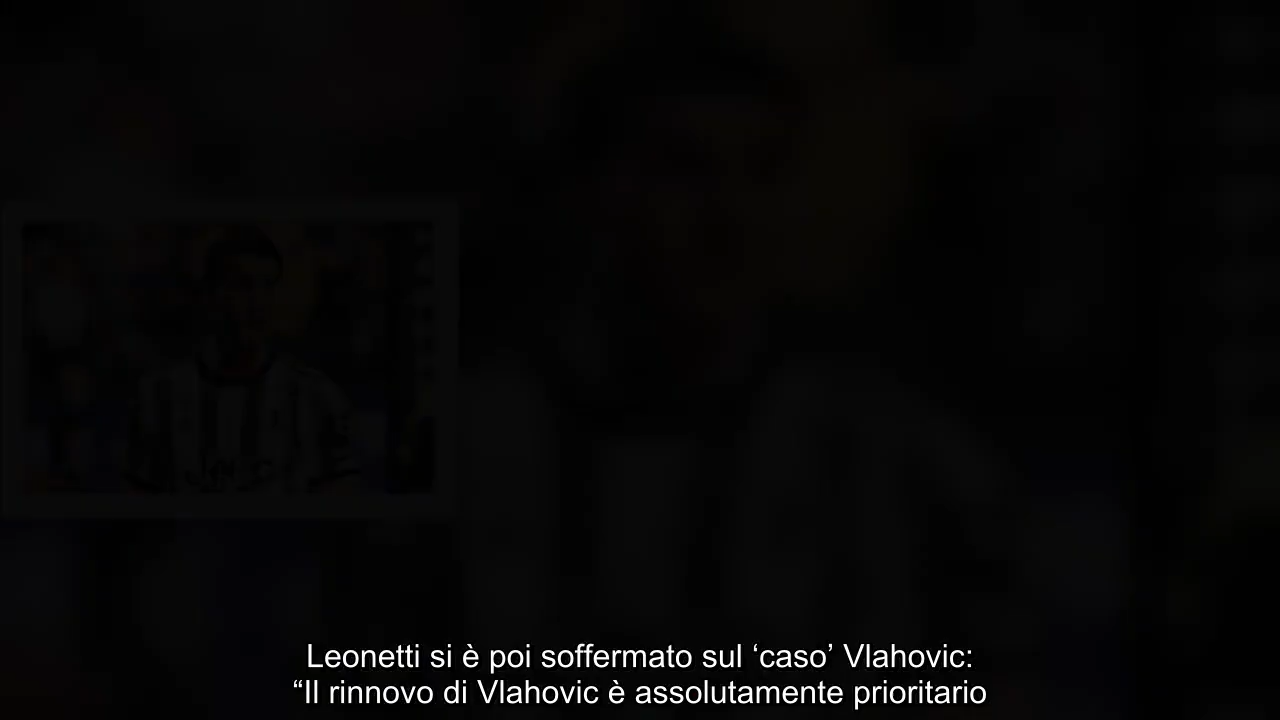 Leonetti si è poi soffermato sul ‘caso’ Vlahovic:
“Il rinnovo di Vlahovic è assolutamente prioritario